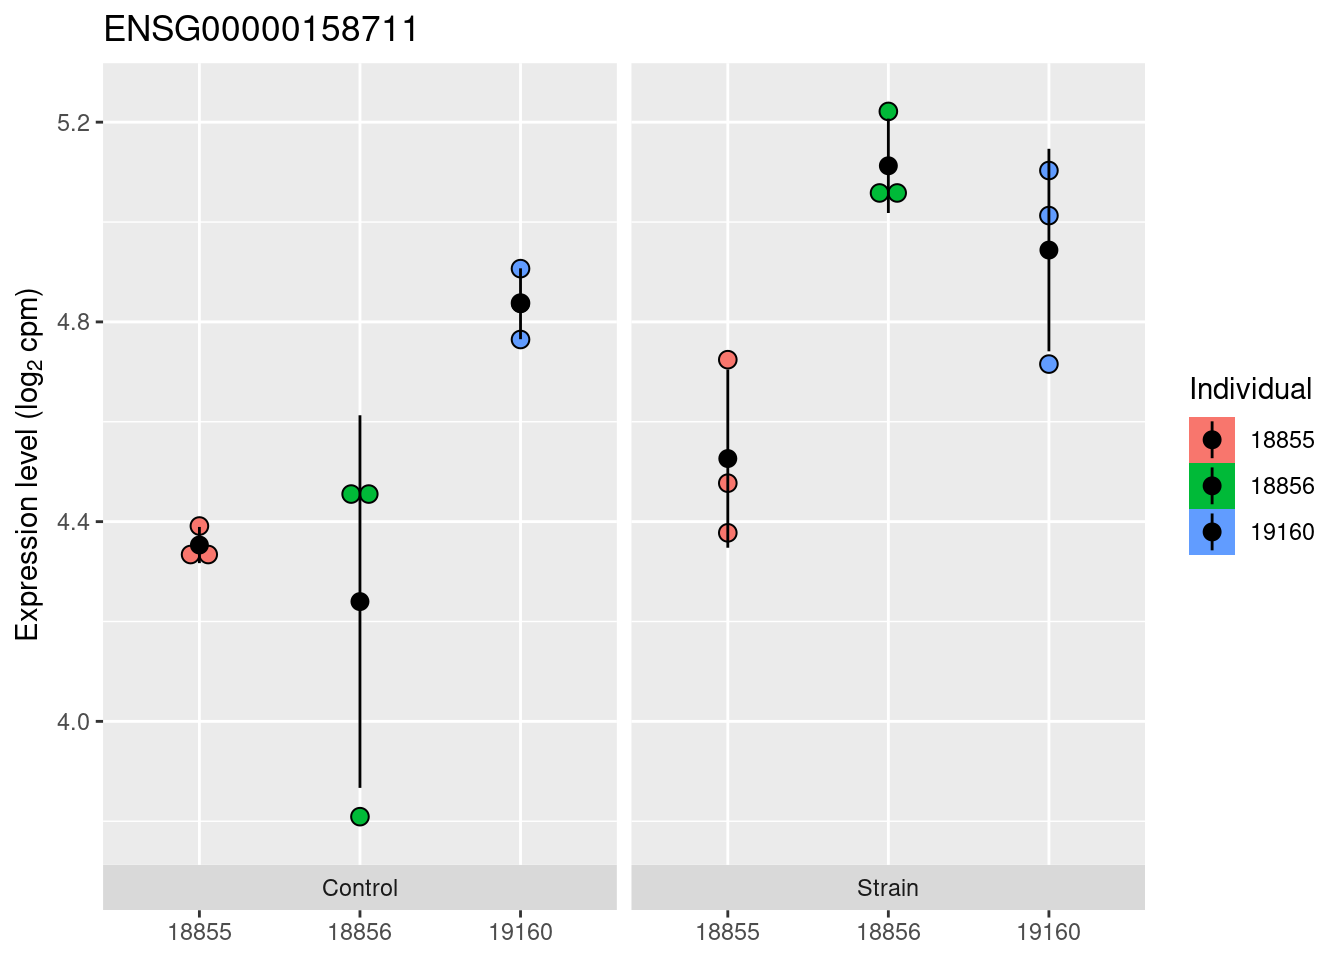 ENSG00000158711
Expression level (log₂ cpm)
5.2
4.8
4.4
4.0
Control
Strain
18855
18856
19160
18855
18856
19160
Individual
18855
18856
19160